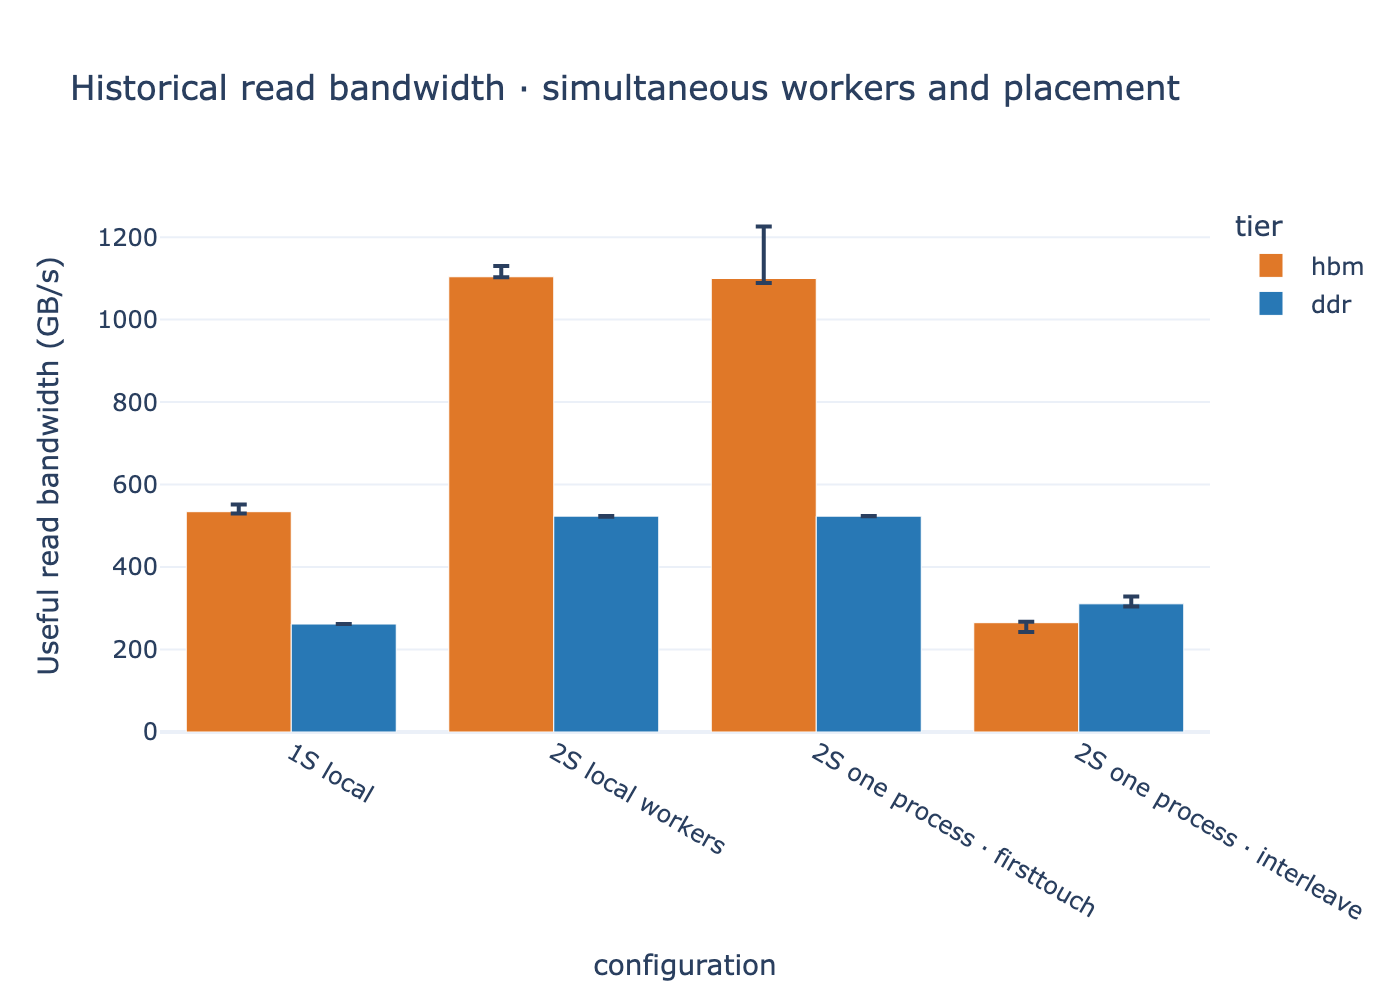 Historical read bandwidth · simultaneous workers and placement
tier
hbm
ddr
Useful read bandwidth (GB/s)
1200
1000
800
600
400
200
0
1S local
2S local workers
2S one process · firsttouch
2S one process · interleave
configuration